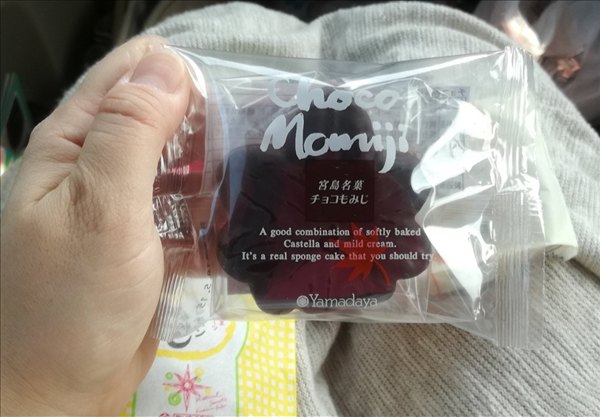 Choco
Momiji
宮島名菓
チョコもみじ
A good combination of softly baked
Castella and mild cream.
It's a real sponge cake that you should try
Yamadaya